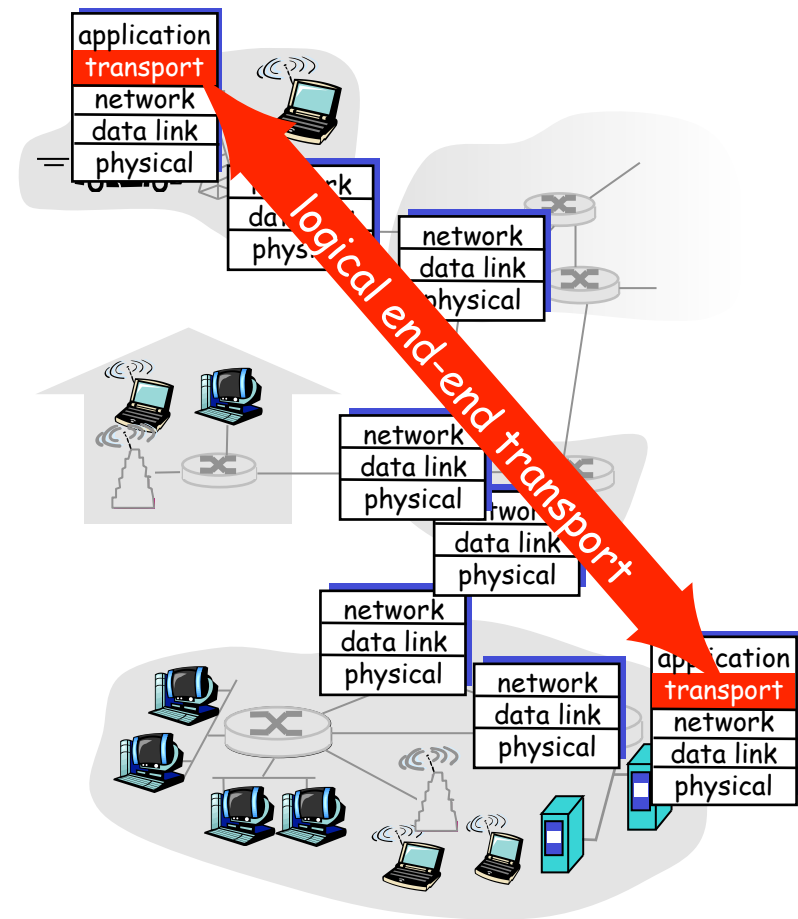 application
transport
network
data link
physical
network
data link
physical
network
data link
physical
logical end-end transport
network
data link
physical
network
data link
physical
network
data link
physical
network
data link
physical
application
transport
network
data link
physical